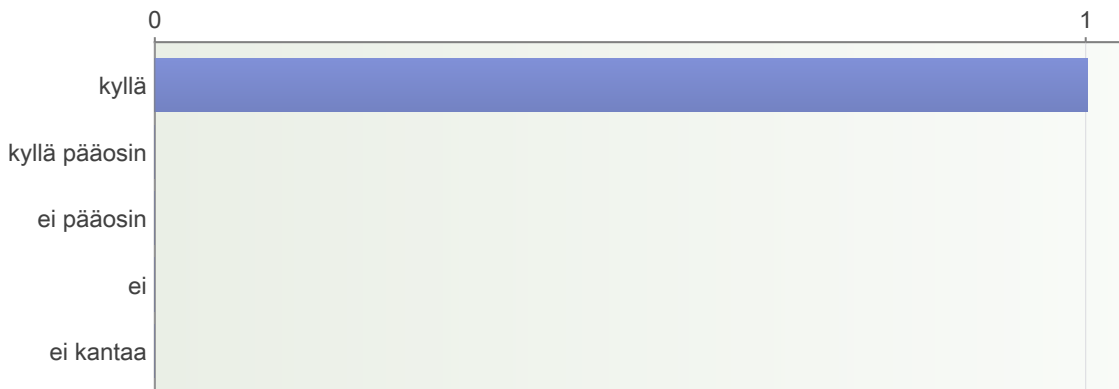 0 1
kyllä
kyllä pääosin
ei pääosin
ei
ei kantaa